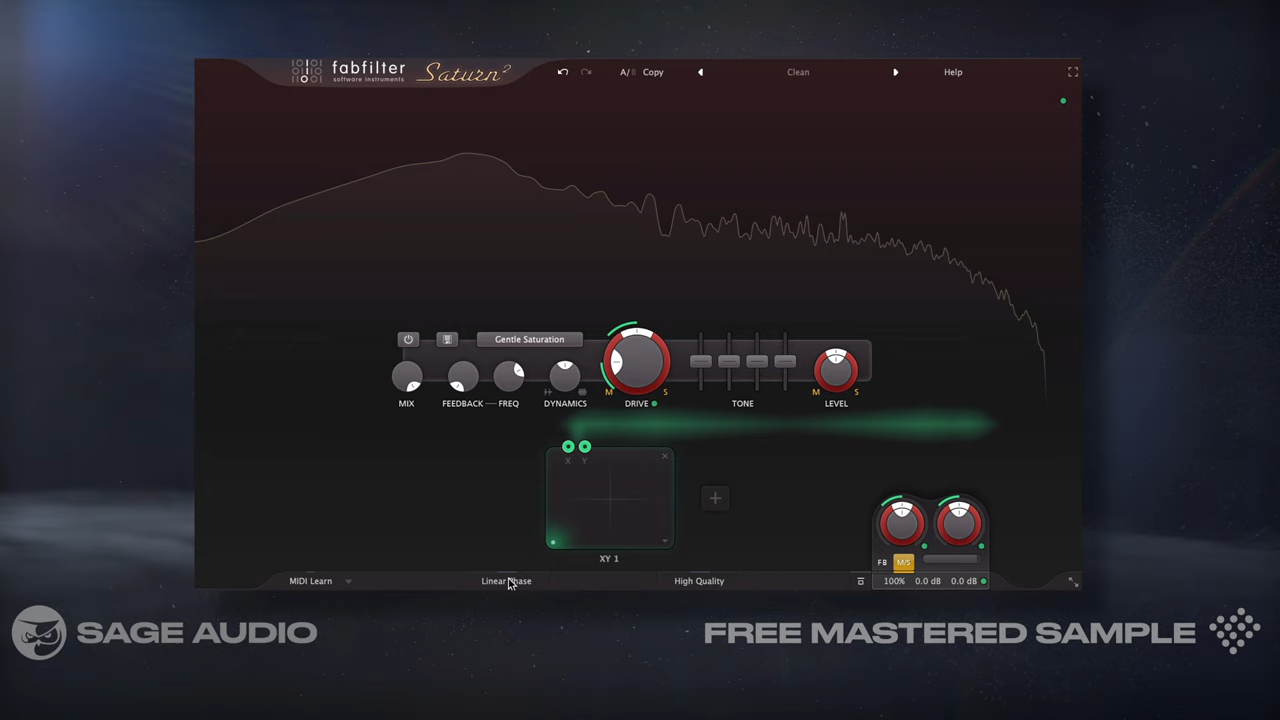 fabfilter
software instruments
Saturn 2
A/B Copy
Clean
Help
Gentle Saturation
MIX
FEEDBACK
FREQ
DYNAMICS
M S
DRIVE
TONE
M S
LEVEL
X Y
XY 1
FB M/S
MIDI Learn
Linear Phase
High Quality
100% 0.0 dB 0.0 dB
SAGE AUDIO
FREE MASTERED SAMPLE